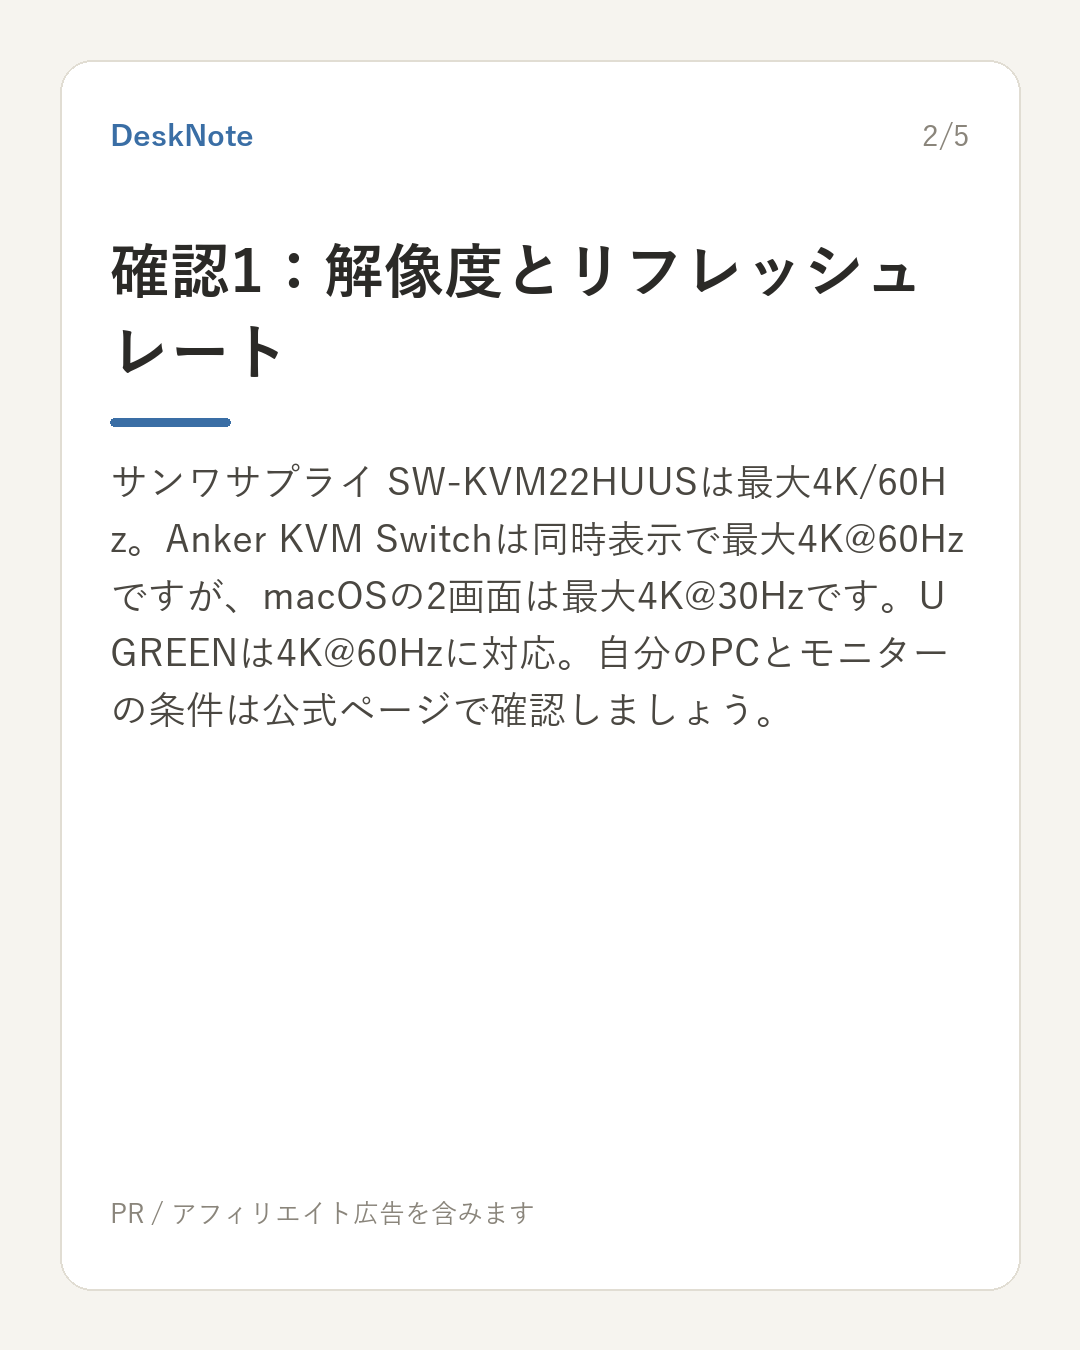 DeskNote
2/5
確認1：解像度とリフレッシュ
レート
サンワサプライ SW-KVM22HUUSは最大4K/60H
z。Anker KVM Switchは同時表示で最大4K@60Hz
ですが、macOSの2画面は最大4K@30Hzです。U
GREENは4K@60Hzに対応。自分のPCとモニター
の条件は公式ページで確認しましょう。
PR / アフィリエイト広告を含みます